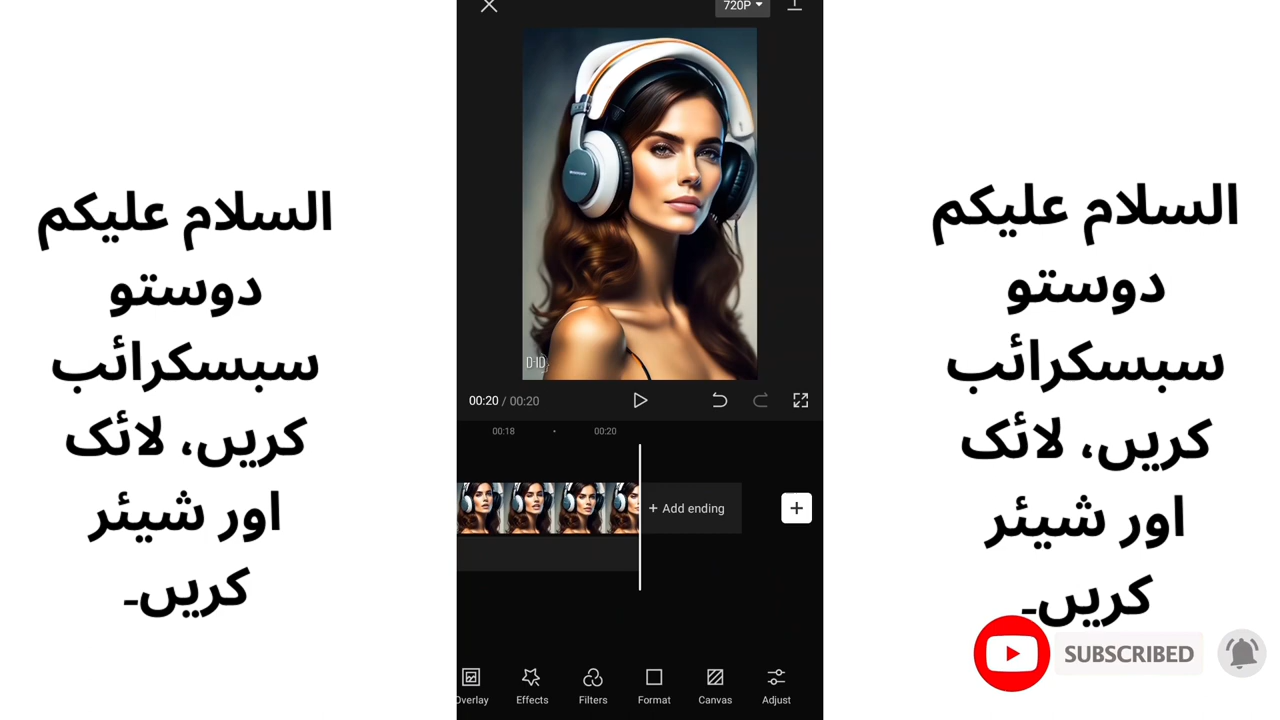 السلام علیکم
دوستو
سبسکرائب
کریں، لائک
اور شیئر
کریں۔
720P
D-ID
00:20 / 00:20
00:18
00:20
+ Add ending
Overlay
Effects
Filters
Format
Canvas
Adjust
السلام علیکم
دوستو
سبسکرائب
کریں، لائک
اور شیئر
کریں۔
SUBSCRIBED